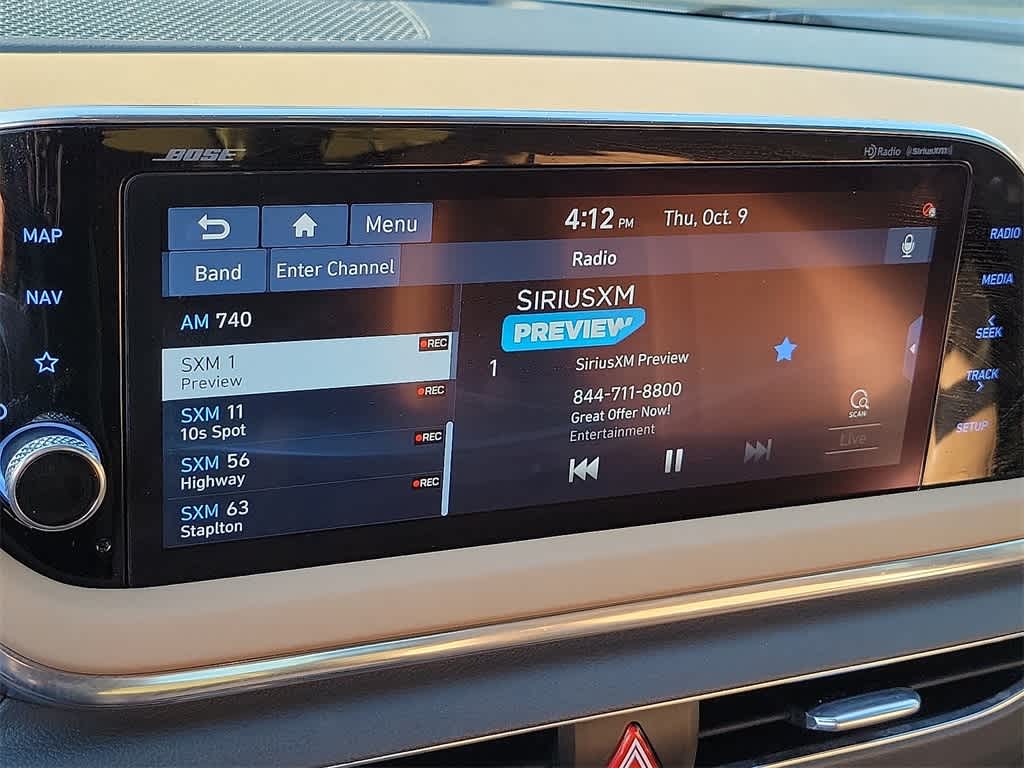 BOSE
HD Radio SiriusXM
MAP
NAV
Menu
4:12 PM
Thu, Oct. 9
Band
Enter Channel
Radio
AM 740
SXM 1
Preview
REC
SXM 11
10s Spot
REC
SXM 56
Highway
REC
SXM 63
Staplton
REC
SIRIUSXM
PREVIEW
1
SiriusXM Preview
844-711-8800
Great Offer Now!
Entertainment
SCAN
Live
RADIO
MEDIA
SEEK
TRACK
SETUP